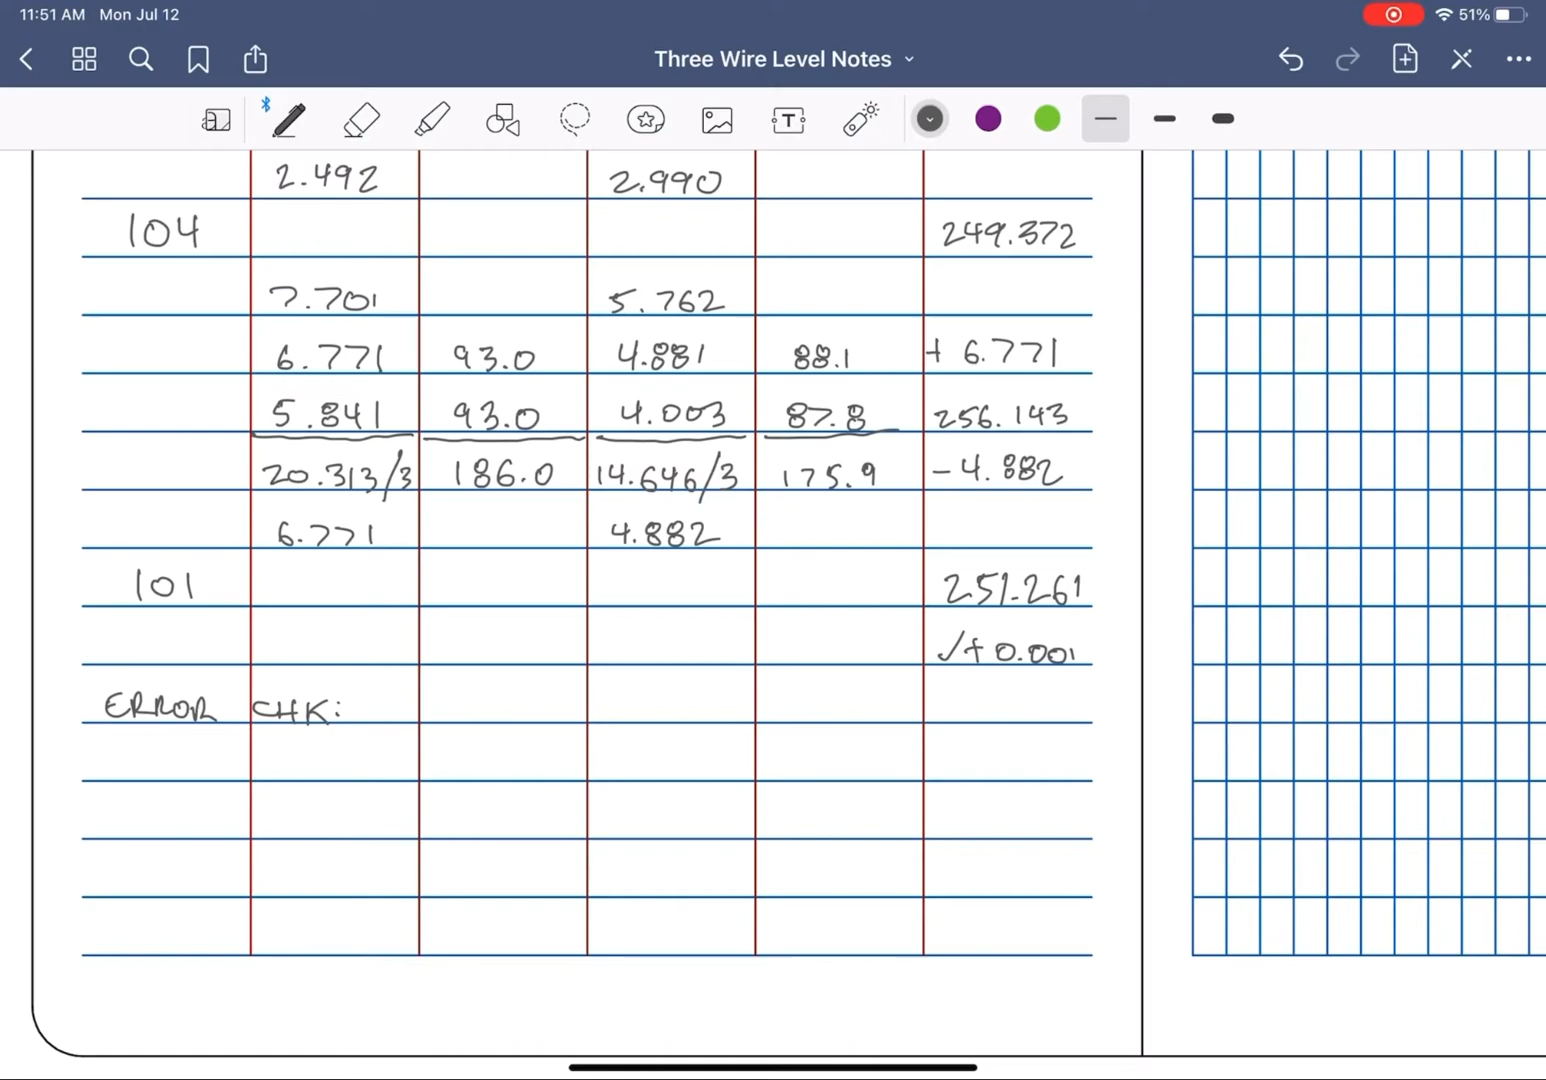 11:51 AM Mon Jul 12
51%
Three Wire Level Notes
T
2.492 2.990
104 249.372
7.701 5.762
6.771 93.0 4.881 88.1 + 6.771
5.841 93.0 4.003 87.8 256.143
20.313/3 186.0 14.646/3 175.9 - 4.882
6.771 4.882
101 251.261
√+ 0.001
ERROR CHK: